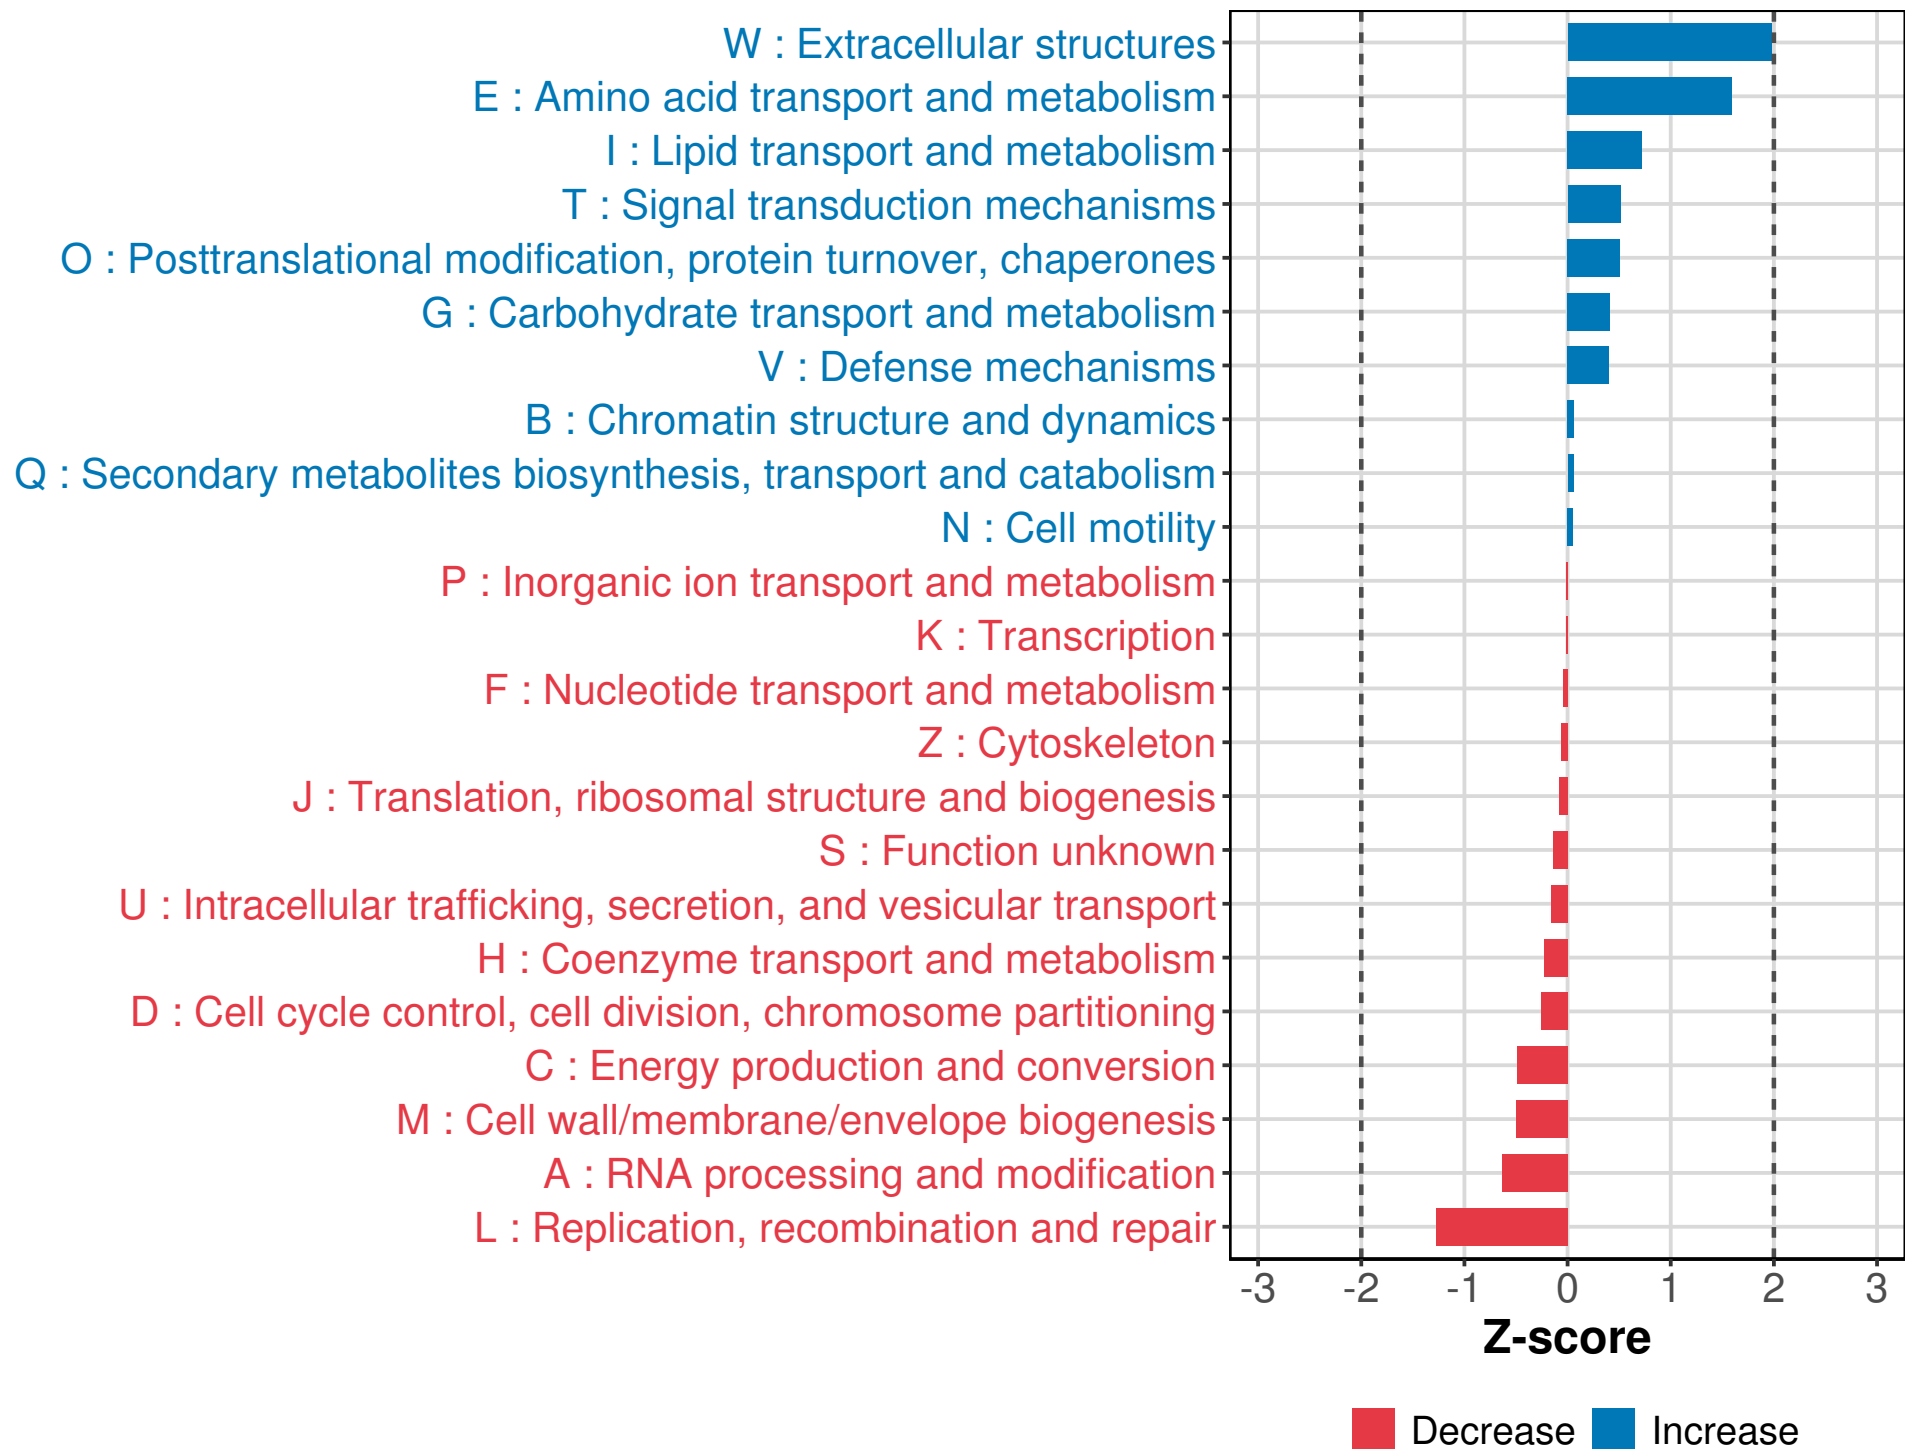 W : Extracellular structures
E : Amino acid transport and metabolism
I : Lipid transport and metabolism
T : Signal transduction mechanisms
O : Posttranslational modification, protein turnover, chaperones
G : Carbohydrate transport and metabolism
V : Defense mechanisms
B : Chromatin structure and dynamics
Q : Secondary metabolites biosynthesis, transport and catabolism
N : Cell motility
P : Inorganic ion transport and metabolism
K : Transcription
F : Nucleotide transport and metabolism
Z : Cytoskeleton
J : Translation, ribosomal structure and biogenesis
S : Function unknown
U : Intracellular trafficking, secretion, and vesicular transport
H : Coenzyme transport and metabolism
D : Cell cycle control, cell division, chromosome partitioning
C : Energy production and conversion
M : Cell wall/membrane/envelope biogenesis
A : RNA processing and modification
L : Replication, recombination and repair
-3 -2 -1 0 1 2 3
Z-score
Decrease Increase